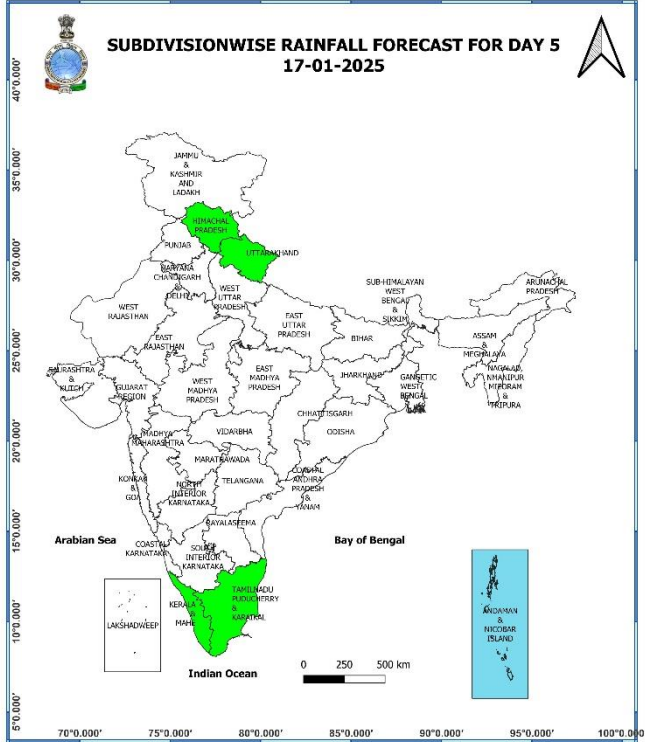 SUBDIVISIONWISE RAINFALL FORECAST FOR DAY 5
17-01-2025
40°0.000'
35°0.000'
30°0.000'
25°0.000'
20°0.000'
15°0.000'
10°0.000'
5°0.000'
JAMMU
&
KASHMIR
AND
LADAKH
HIMACHAL
PRADESH
PUNJAB
UTTARAKHAND
HARYANA
CHANDIGARH
&
DELHI
WEST
UTTAR
PRADESH
WEST
RAJASTHAN
EAST
RAJASTHAN
EAST
UTTAR
PRADESH
BIHAR
SUB-HIMALAYAN
WEST
BENGAL
&
SIKKIM
ARUNACHAL
PRADESH
ASSAM
&
MEGHALAYA
NAGALAD,
MANIPUR
MIZORAM
&
TRIPURA
SAURASHTRA
&
KUTCH
GUJARAT
REGION
WEST
MADHYA
PRADESH
EAST
MADHYA
PRADESH
JHARKHAND
GANGETIC
WEST
BENGAL
CHHATTISGARH
ODISHA
MADHYA
MAHARASHTRA
VIDARBHA
MARATHWADA
KONKAN
&
GOA
NORTH
INTERIOR
KARNATAKA
TELANGANA
COASTAL
ANDHRA
PRADESH
&
YANAM
RAYALASEEMA
Arabian Sea
COASTAL
KARNATAKA
SOUTH
INTERIOR
KARNATAKA
Bay of Bengal
LAKSHADWEEP
KERALA
&
MAHE
TAMILNADU
PUDUCHERRY
&
KARAIKAL
ANDAMAN
&
NICOBAR
ISLAND
Indian Ocean
0 250 500 km
70°0.000' 75°0.000' 80°0.000' 85°0.000' 90°0.000' 95°0.000' 100°0.000'